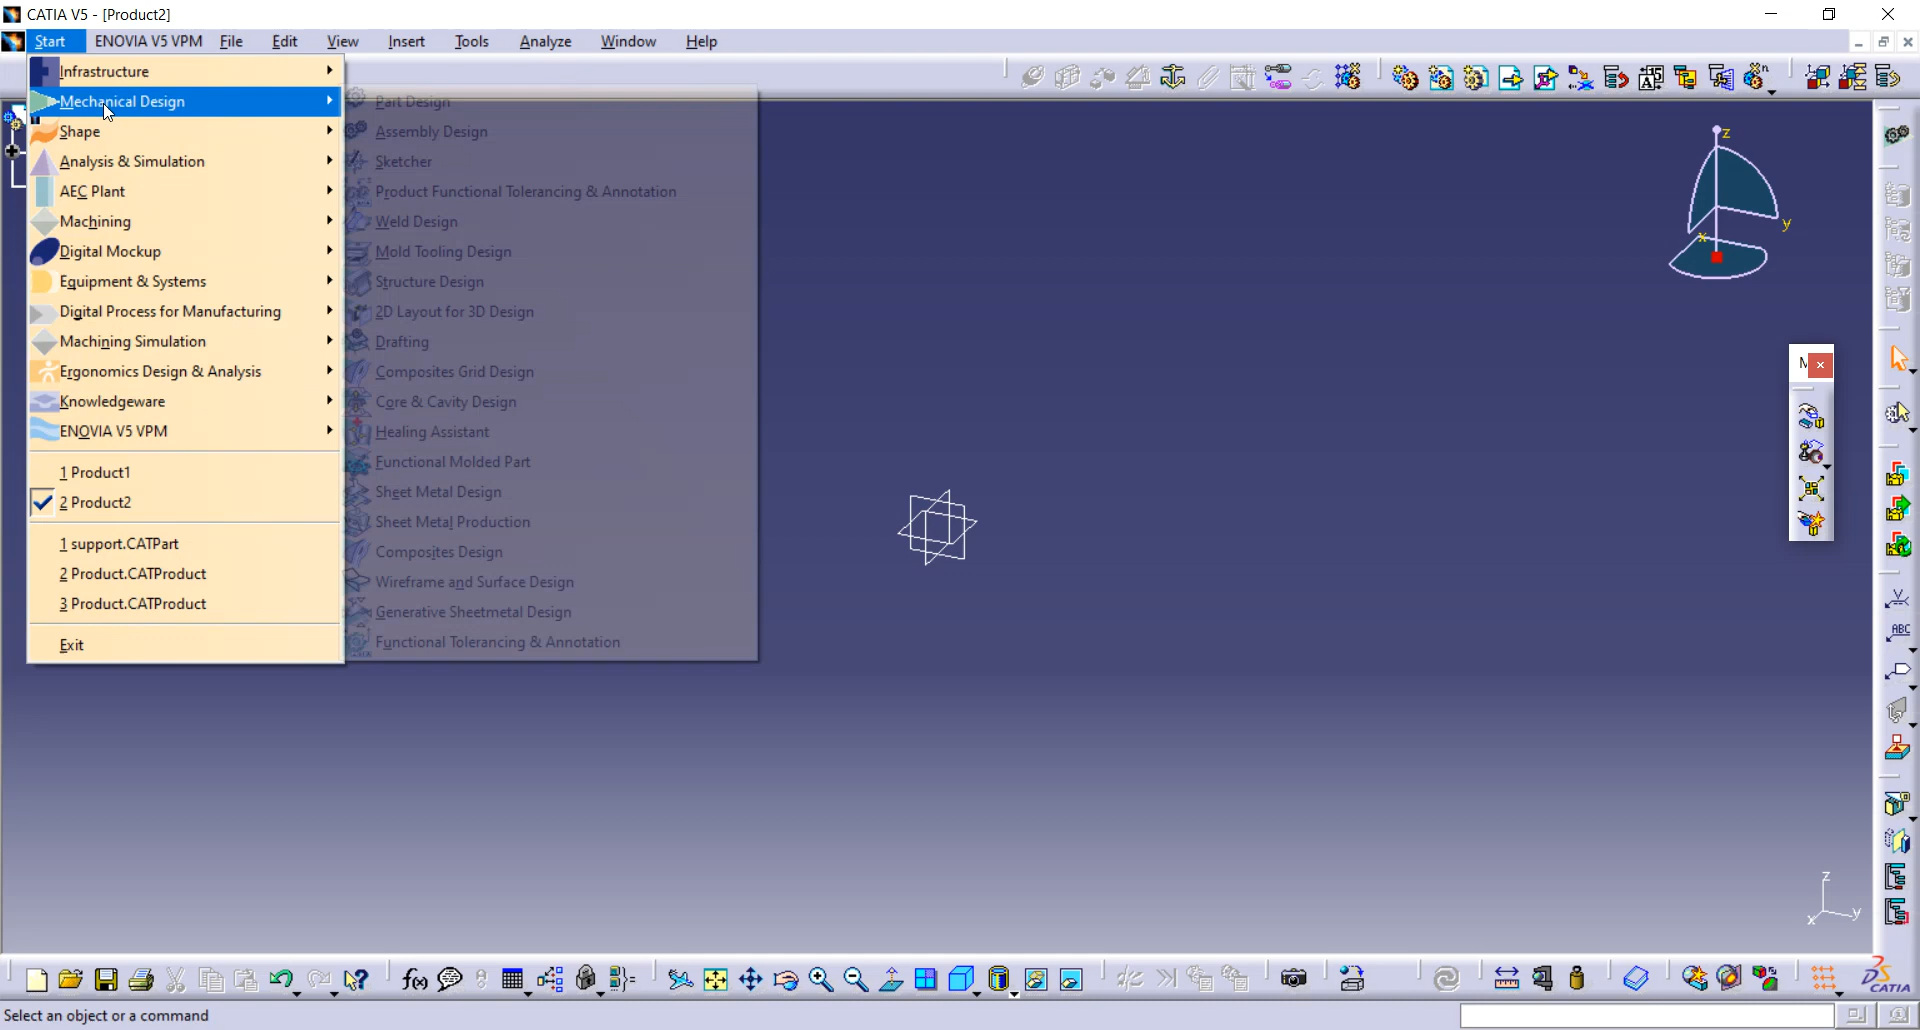 CATIA V5 - [Product2]
Start ENOVIA V5 VPM File Edit View Insert Tools Analyze Window Help
Infrastructure
Mechanical Design
Shape
Analysis & Simulation
AEC Plant
Machining
Digital Mockup
Equipment & Systems
Digital Process for Manufacturing
Machining Simulation
Ergonomics Design & Analysis
Knowledgeware
ENOVIA V5 VPM
1 Product1
2 Product2
1 support.CATPart
2 Product.CATProduct
3 Product.CATProduct
Exit
Part Design
Assembly Design
Sketcher
Product Functional Tolerancing & Annotation
Weld Design
Mold Tooling Design
Structure Design
2D Layout for 3D Design
Drafting
Composites Grid Design
Core & Cavity Design
Healing Assistant
Functional Molded Part
Sheet Metal Design
Sheet Metal Production
Composites Design
Wireframe and Surface Design
Generative Sheetmetal Design
Functional Tolerancing & Annotation
z
y
x
M
ABC
z
x
y
f(x)
CATIA
Select an object or a command